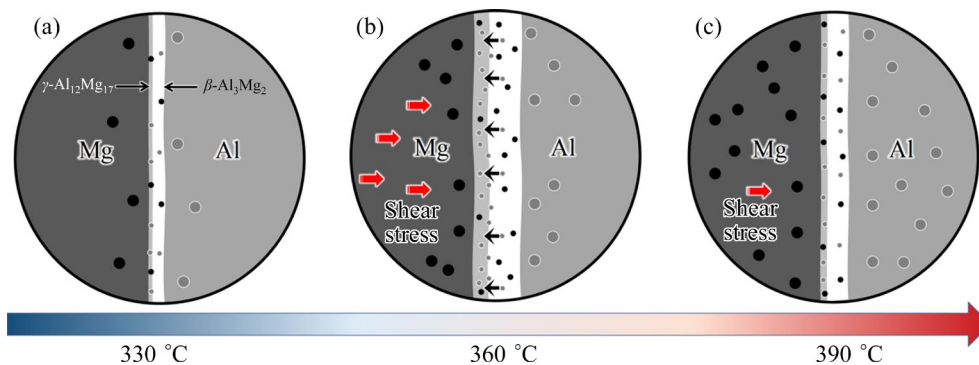 (a)
γ-Al₁₂Mg₁₇
β-Al₃Mg₂
Mg
Al
(b)
Mg
Al
Shear
stress
(c)
Mg
Al
Shear
stress
330 ℃
360 ℃
390 ℃